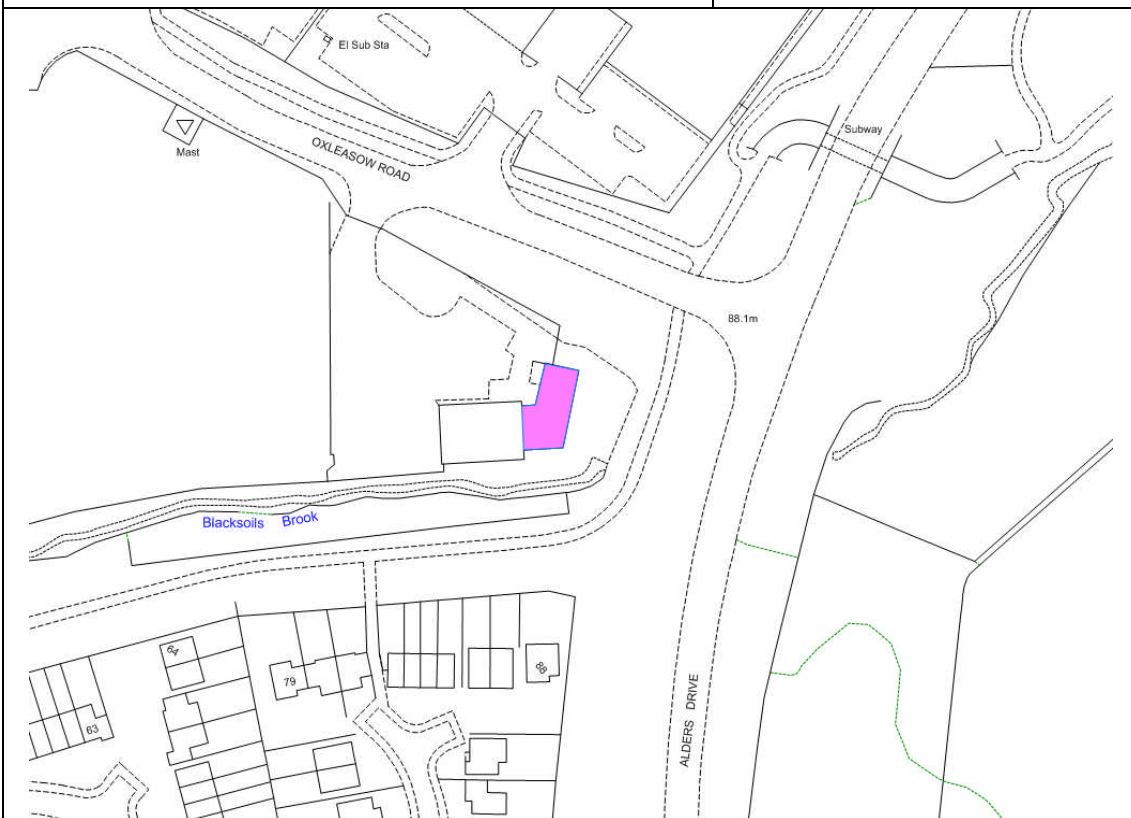 El Sub Sta
Subway
Mast
OXLEASOW ROAD
88.1m
Blacksoils Brook
64
79
88
63
ALDERS DRIVE